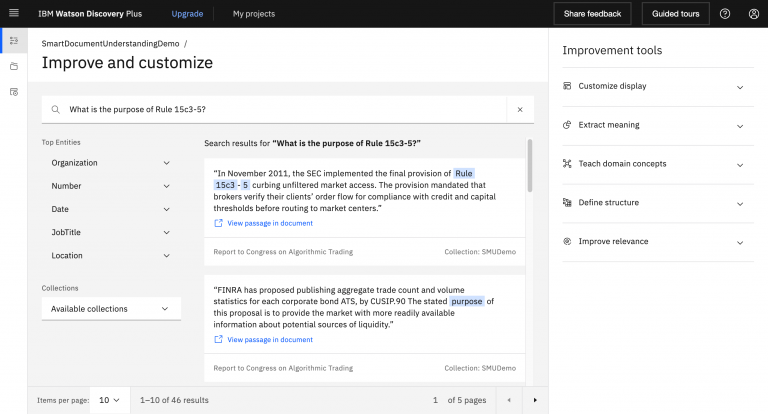 IBM Watson Discovery Plus
Upgrade
My projects
Share feedback
Guided tours
SmartDocumentUnderstandingDemo /
Improve and customize
What is the purpose of Rule 15c3-5?
Top Entities
Organization
Number
Date
JobTitle
Location
Collections
Available collections
Search results for “What is the purpose of Rule 15c3-5?”
“In November 2011, the SEC implemented the final provision of Rule
15c3 - 5 curbing unfiltered market access. The provision mandated that
brokers verify their clients’ order flow for compliance with credit and capital
thresholds before routing to market centers.”
View passage in document
Report to Congress on Algorithmic Trading
Collection: SMUDemo
“FINRA has proposed publishing aggregate trade count and volume
statistics for each corporate bond ATS, by CUSIP.90 The stated purpose of
this proposal is to provide the market with more readily available
information about potential sources of liquidity.”
View passage in document
Report to Congress on Algorithmic Trading
Collection: SMUDemo
Items per page: 10
1–10 of 46 results
1 of 5 pages
Improvement tools
Customize display
Extract meaning
Teach domain concepts
Define structure
Improve relevance